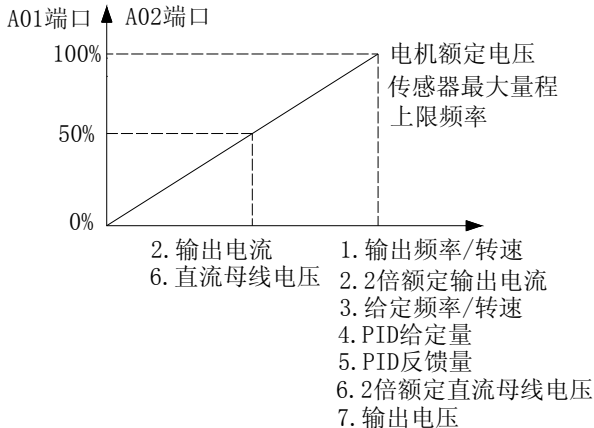 A01端口 A02端口
100%
电机额定电压
传感器最大量程
上限频率
50%
0%
2.输出电流
6.直流母线电压
1.输出频率/转速
2.2倍额定输出电流
3.给定频率/转速
4.PID给定量
5.PID反馈量
6.2倍额定直流母线电压
7.输出电压